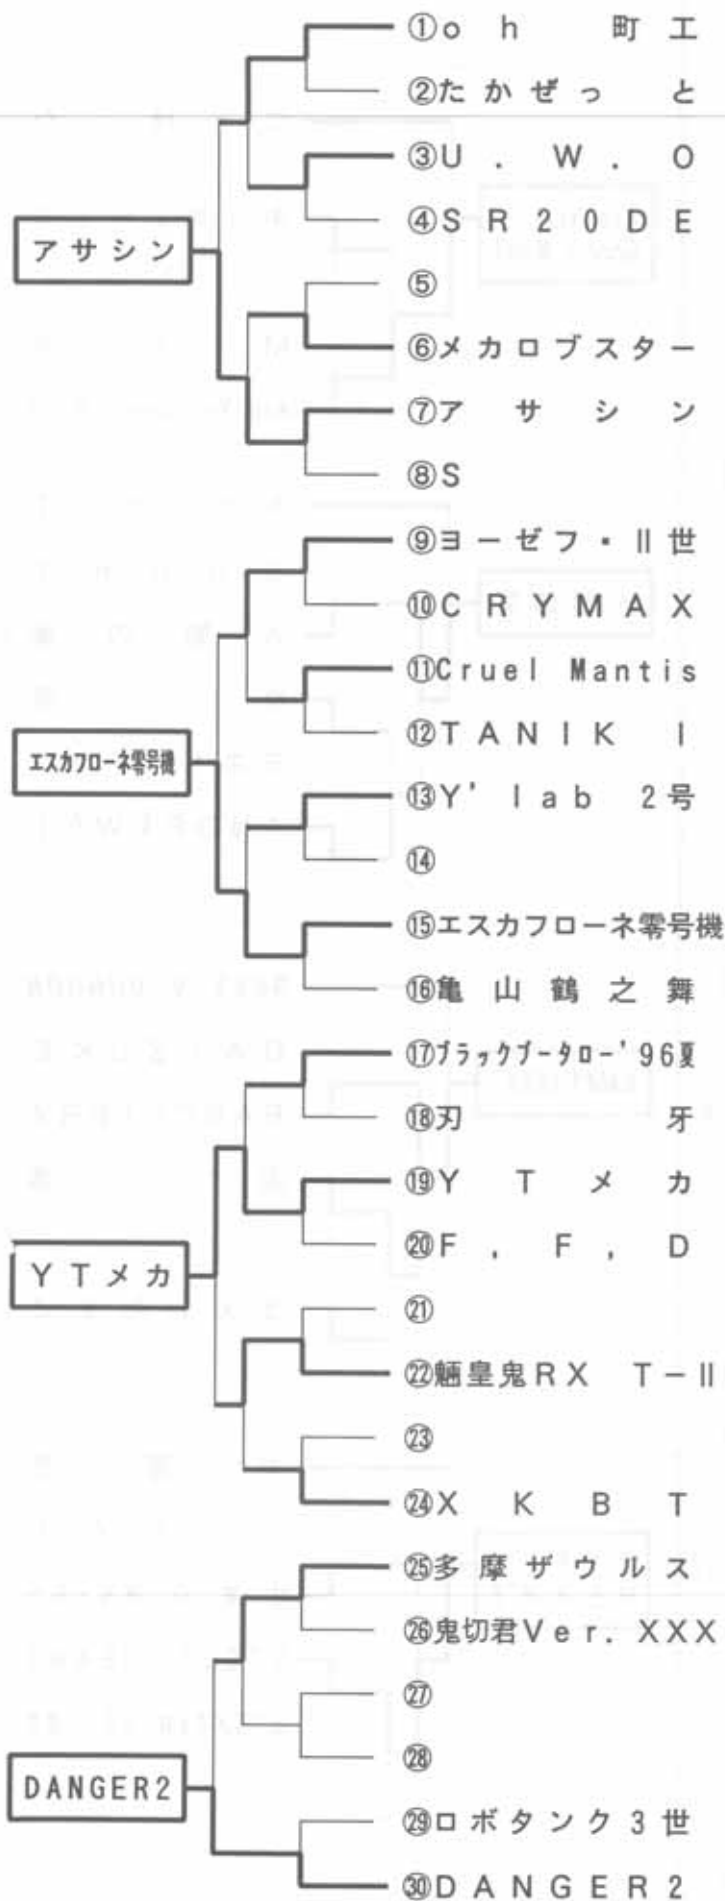 ①oh 町工
②たかぜっと
③U.W.O
④SR20DE
アサシン
⑤
⑥メカロブスター
⑦アサシン
⑧S
⑨ヨーゼフ・Ⅱ世
⑩CRYMAX
⑪Cruel Mantis
⑫TANIKI
エスカフローネ零号機
⑬Y'lab 2号
⑭
⑮エスカフローネ零号機
⑯亀山鶴之舞
⑰ブラックブータロー'96夏
⑱刃牙
⑲YTメカ
⑳F,F,D
YTメカ
㉑
㉒魎皇鬼RX T-Ⅱ
㉓
㉔XKBT
㉕多摩ザウルス
㉖鬼切君Ver.XXX
㉗
㉘
DANGER2
㉙ロボタンク3世
㉚DANGER2